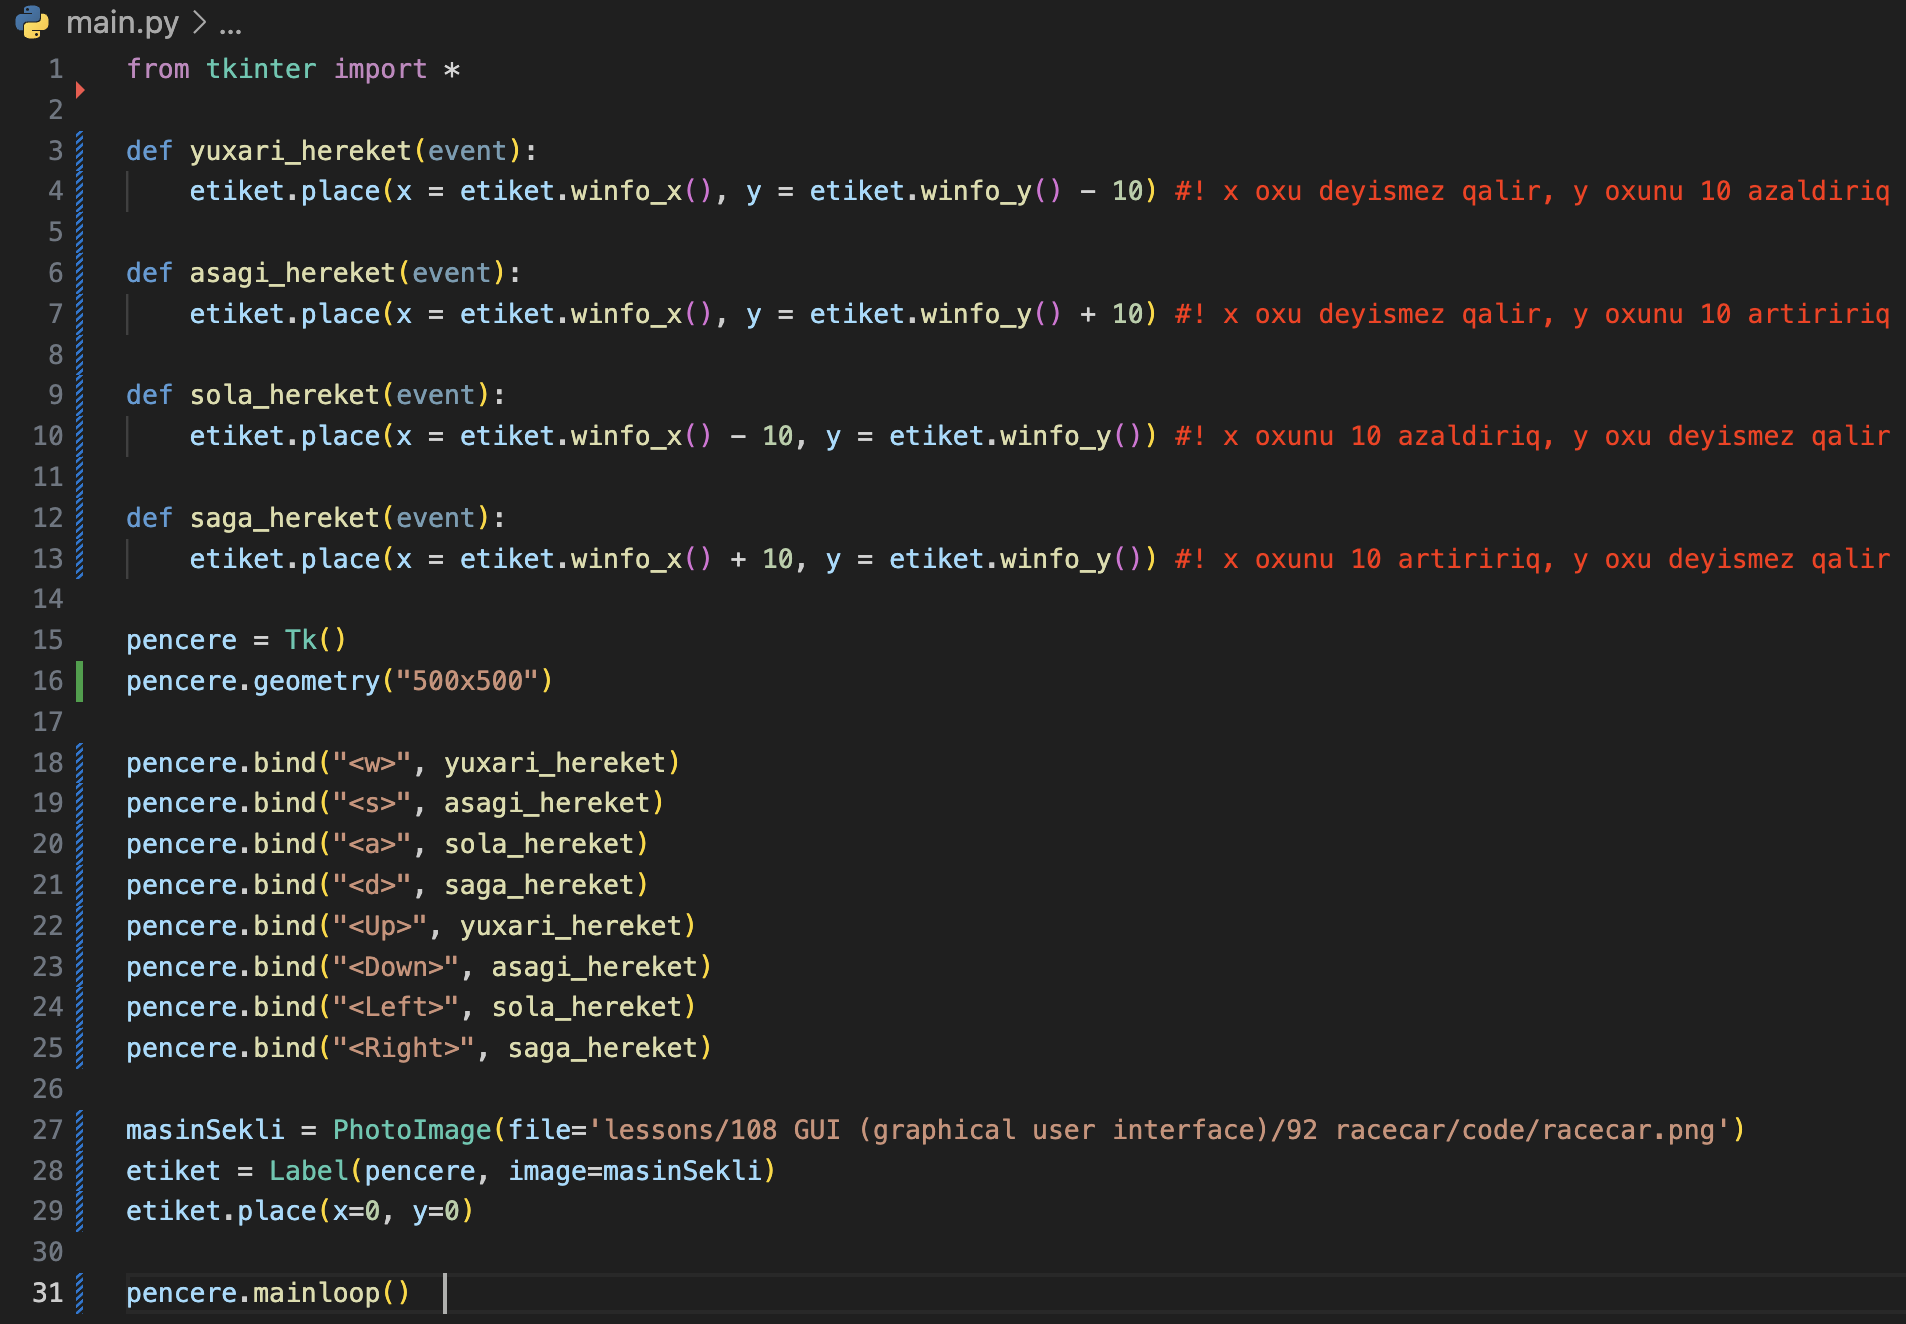 main.py > ...
1 from tkinter import *
2
3 def yuxari_hereket(event):
4     etiket.place(x = etiket.winfo_x(), y = etiket.winfo_y() - 10) #! x oxu deyismez qalir, y oxunu 10 azaldiriq
5
6 def asagi_hereket(event):
7     etiket.place(x = etiket.winfo_x(), y = etiket.winfo_y() + 10) #! x oxu deyismez qalir, y oxunu 10 artiririq
8
9 def sola_hereket(event):
10     etiket.place(x = etiket.winfo_x() - 10, y = etiket.winfo_y()) #! x oxunu 10 azaldiriq, y oxu deyismez qalir
11
12 def saga_hereket(event):
13     etiket.place(x = etiket.winfo_x() + 10, y = etiket.winfo_y()) #! x oxunu 10 artiririq, y oxu deyismez qalir
14
15 pencere = Tk()
16 pencere.geometry("500x500")
17
18 pencere.bind("<w>", yuxari_hereket)
19 pencere.bind("<s>", asagi_hereket)
20 pencere.bind("<a>", sola_hereket)
21 pencere.bind("<d>", saga_hereket)
22 pencere.bind("<Up>", yuxari_hereket)
23 pencere.bind("<Down>", asagi_hereket)
24 pencere.bind("<Left>", sola_hereket)
25 pencere.bind("<Right>", saga_hereket)
26
27 masinSekli = PhotoImage(file='lessons/108 GUI (graphical user interface)/92 racecar/code/racecar.png')
28 etiket = Label(pencere, image=masinSekli)
29 etiket.place(x=0, y=0)
30
31 pencere.mainloop()